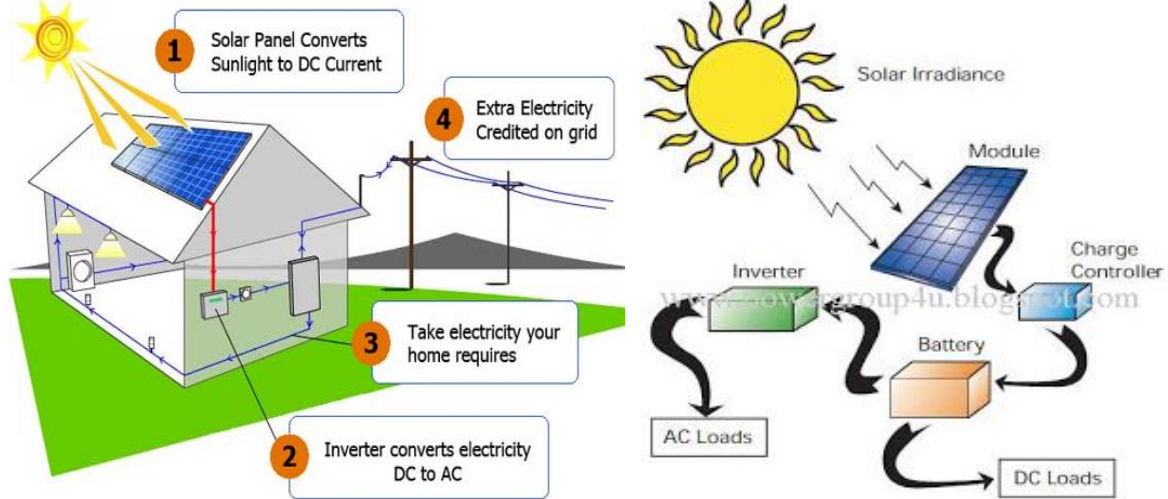 1
Solar Panel Converts
Sunlight to DC Current
4
Extra Electricity
Credited on grid
3
Take electricity your
home requires
2
Inverter converts electricity
DC to AC
Solar Irradiance
Module
Charge
Controller
Inverter
Battery
AC Loads
DC Loads